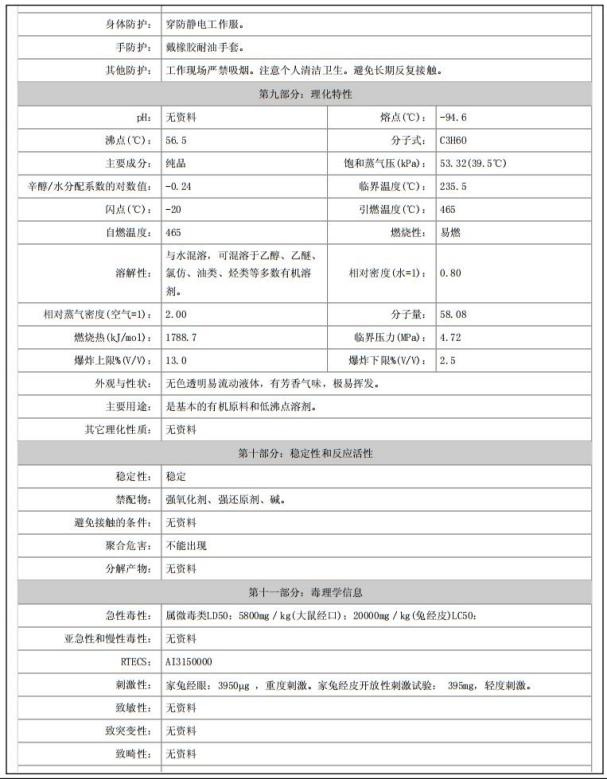 身体防护： 穿防静电工作服。
手防护： 戴橡胶耐油手套。
其他防护： 工作现场严禁吸烟。注意个人清洁卫生。避免长期反复接触。
第九部分：理化特性
pH： 无资料 熔点(℃)： -94.6
沸点(℃)： 56.5 分子式： C3H6O
主要成分： 纯品 饱和蒸气压(kPa)： 53.32(39.5℃)
辛醇/水分配系数的对数值： -0.24 临界温度(℃)： 235.5
闪点(℃)： -20 引燃温度(℃)： 465
自燃温度： 465 燃烧性： 易燃
溶解性： 与水混溶，可混溶于乙醇、乙醚、
氯仿、油类、烃类等多数有机溶
剂。
相对密度(水=1)： 0.80
相对蒸气密度(空气=1)： 2.00 分子量： 58.08
燃烧热(kJ/mol)： 1788.7 临界压力(MPa)： 4.72
爆炸上限%(V/V)： 13.0 爆炸下限%(V/V)： 2.5
外观与性状： 无色透明易流动液体，有芳香气味，极易挥发。
主要用途： 是基本的有机原料和低沸点溶剂。
其它理化性质： 无资料
第十部分：稳定性和反应活性
稳定性： 稳定
禁配物： 强氧化剂、强还原剂、碱。
避免接触的条件： 无资料
聚合危害： 不能出现
分解产物： 无资料
第十一部分：毒理学信息
急性毒性： 属微毒类LD50：5800mg／kg(大鼠经口)；20000mg／kg(兔经皮)LC50：
亚急性和慢性毒性： 无资料
RTECS： AI3150000
刺激性： 家兔经眼：3950μg ，重度刺激。家兔经皮开放性刺激试验： 395mg，轻度刺激。
致敏性： 无资料
致突变性： 无资料
致畸性： 无资料